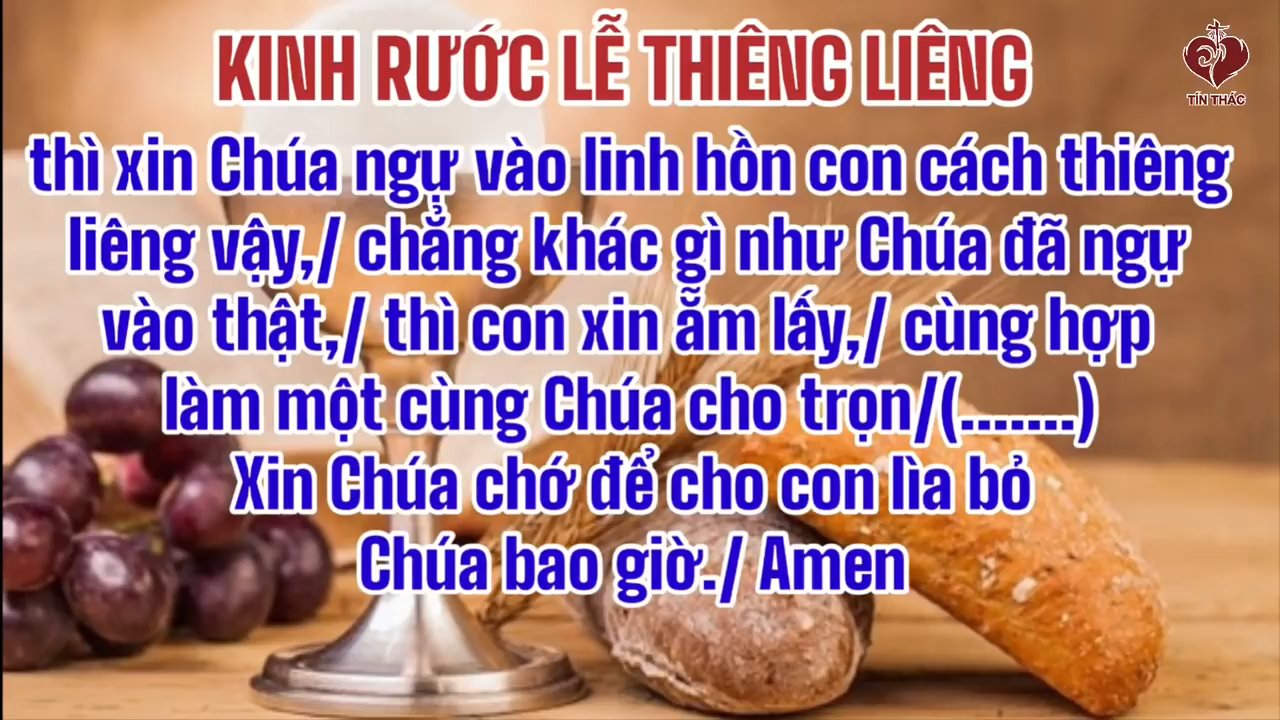 KINH RƯỚC LỄ THIÊNG LIÊNG
TÍN THÁC
thì xin Chúa ngự vào linh hồn con cách thiêng
liêng vậy,/ chẳng khác gì như Chúa đã ngự
vào thật,/ thì con xin ẵm lấy,/ cùng hợp
làm một cùng Chúa cho trọn/(.......)
Xin Chúa chớ để cho con lìa bỏ
Chúa bao giờ./ Amen